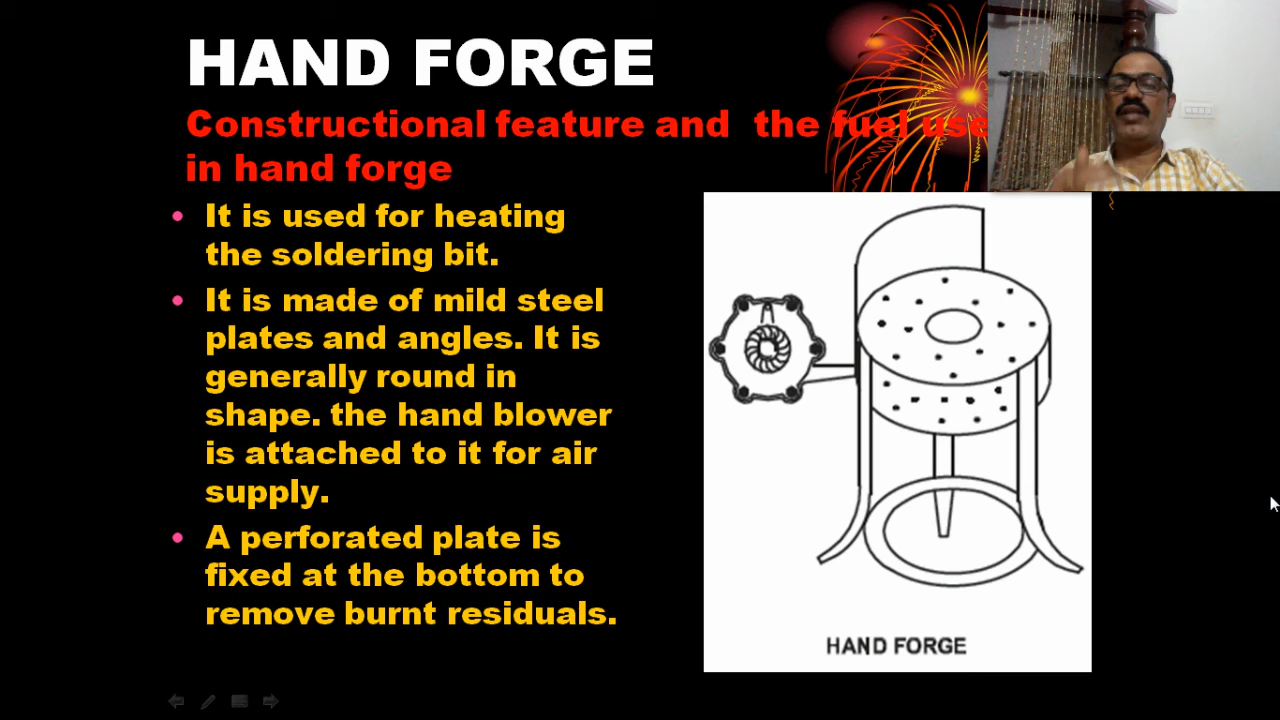 HAND FORGE
Constructional feature and the fuel use
in hand forge
• It is used for heating
the soldering bit.
• It is made of mild steel
plates and angles. It is
generally round in
shape. the hand blower
is attached to it for air
supply.
• A perforated plate is
fixed at the bottom to
remove burnt residuals.
HAND FORGE